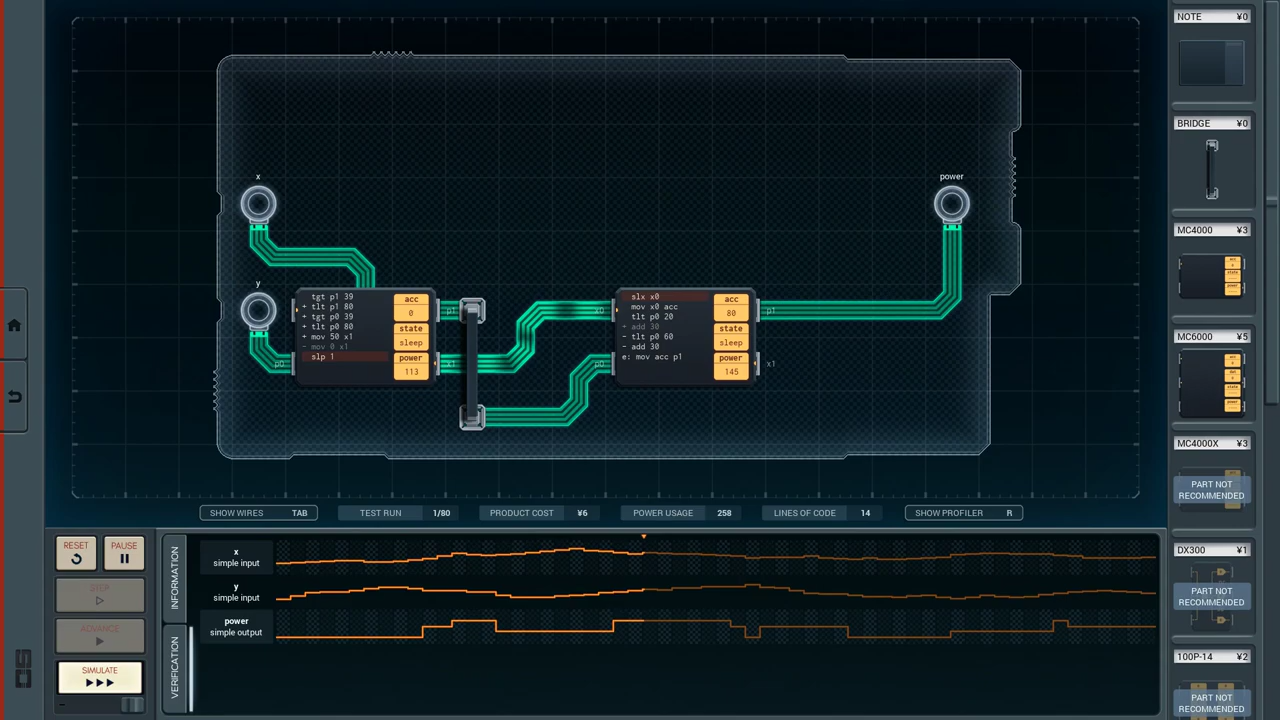 NOTE ¥0
BRIDGE ¥0
MC4000 ¥3
MC6000 ¥5
MC4000X ¥3
PART NOT
RECOMMENDED
DX300 ¥1
PART NOT
RECOMMENDED
100P-14 ¥2
PART NOT
RECOMMENDED
x
y
power
tgt p1 39
+ tlt p1 80
+ tgt p0 39
+ tlt p0 80
+ mov 50 x1
- mov 0 x1
slp 1
acc
0
state
sleep
power
113
p0
p1
x1
slx x0
mov x0 acc
tlt p0 20
+ add 30
- tlt p0 60
- add 30
e: mov acc p1
acc
80
state
sleep
power
145
x0
p0
p1
x1
SHOW WIRES TAB
TEST RUN 1/80
PRODUCT COST ¥6
POWER USAGE 258
LINES OF CODE 14
SHOW PROFILER R
RESET
PAUSE
STEP
ADVANCE
SIMULATE
INFORMATION
VERIFICATION
x
simple input
y
simple input
power
simple output